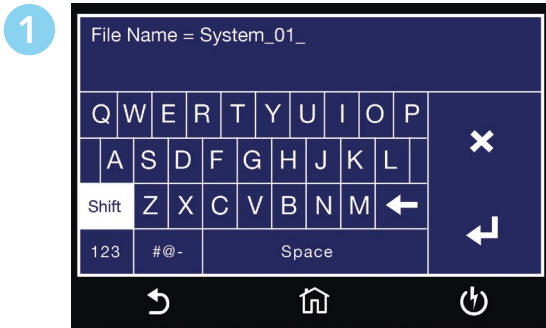 1
File Name = System_01_
Q W E R T Y U I O P
A S D F G H J K L
Shift Z X C V B N M
123 #@- Space